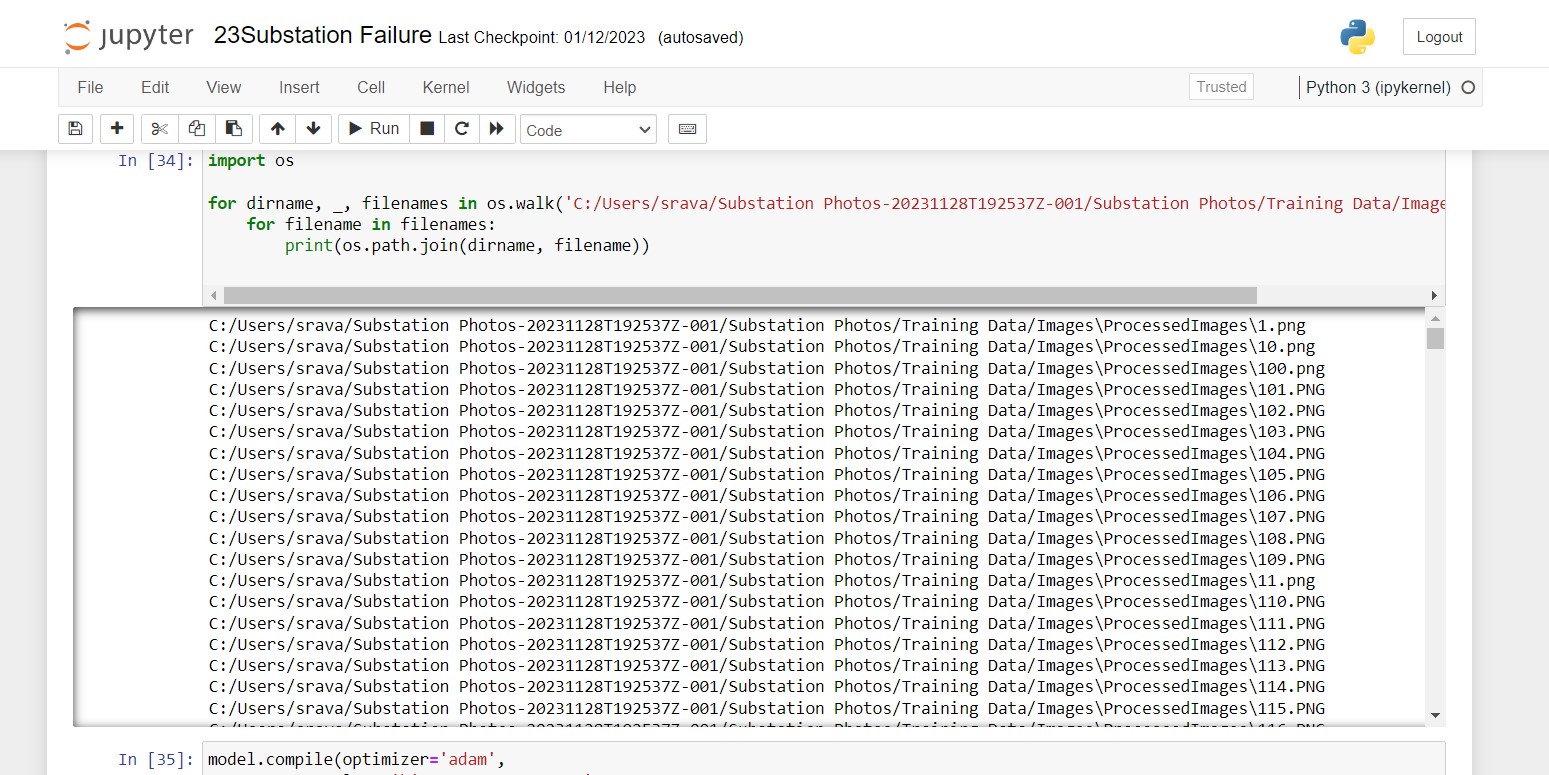 jupyter 23Substation Failure Last Checkpoint: 01/12/2023 (autosaved) Logout
File Edit View Insert Cell Kernel Widgets Help Trusted Python 3 (ipykernel)
Run Code
In [34]: import os
for dirname, _, filenames in os.walk('C:/Users/srava/Substation Photos-20231128T192537Z-001/Substation Photos/Training Data/Image
for filename in filenames:
print(os.path.join(dirname, filename))
C:/Users/srava/Substation Photos-20231128T192537Z-001/Substation Photos/Training Data/Images\ProcessedImages\1.png
C:/Users/srava/Substation Photos-20231128T192537Z-001/Substation Photos/Training Data/Images\ProcessedImages\10.png
C:/Users/srava/Substation Photos-20231128T192537Z-001/Substation Photos/Training Data/Images\ProcessedImages\100.png
C:/Users/srava/Substation Photos-20231128T192537Z-001/Substation Photos/Training Data/Images\ProcessedImages\101.PNG
C:/Users/srava/Substation Photos-20231128T192537Z-001/Substation Photos/Training Data/Images\ProcessedImages\102.PNG
C:/Users/srava/Substation Photos-20231128T192537Z-001/Substation Photos/Training Data/Images\ProcessedImages\103.PNG
C:/Users/srava/Substation Photos-20231128T192537Z-001/Substation Photos/Training Data/Images\ProcessedImages\104.PNG
C:/Users/srava/Substation Photos-20231128T192537Z-001/Substation Photos/Training Data/Images\ProcessedImages\105.PNG
C:/Users/srava/Substation Photos-20231128T192537Z-001/Substation Photos/Training Data/Images\ProcessedImages\106.PNG
C:/Users/srava/Substation Photos-20231128T192537Z-001/Substation Photos/Training Data/Images\ProcessedImages\107.PNG
C:/Users/srava/Substation Photos-20231128T192537Z-001/Substation Photos/Training Data/Images\ProcessedImages\108.PNG
C:/Users/srava/Substation Photos-20231128T192537Z-001/Substation Photos/Training Data/Images\ProcessedImages\109.PNG
C:/Users/srava/Substation Photos-20231128T192537Z-001/Substation Photos/Training Data/Images\ProcessedImages\11.png
C:/Users/srava/Substation Photos-20231128T192537Z-001/Substation Photos/Training Data/Images\ProcessedImages\110.PNG
C:/Users/srava/Substation Photos-20231128T192537Z-001/Substation Photos/Training Data/Images\ProcessedImages\111.PNG
C:/Users/srava/Substation Photos-20231128T192537Z-001/Substation Photos/Training Data/Images\ProcessedImages\112.PNG
C:/Users/srava/Substation Photos-20231128T192537Z-001/Substation Photos/Training Data/Images\ProcessedImages\113.PNG
C:/Users/srava/Substation Photos-20231128T192537Z-001/Substation Photos/Training Data/Images\ProcessedImages\114.PNG
C:/Users/srava/Substation Photos-20231128T192537Z-001/Substation Photos/Training Data/Images\ProcessedImages\115.PNG
In [35]: model.compile(optimizer='adam',